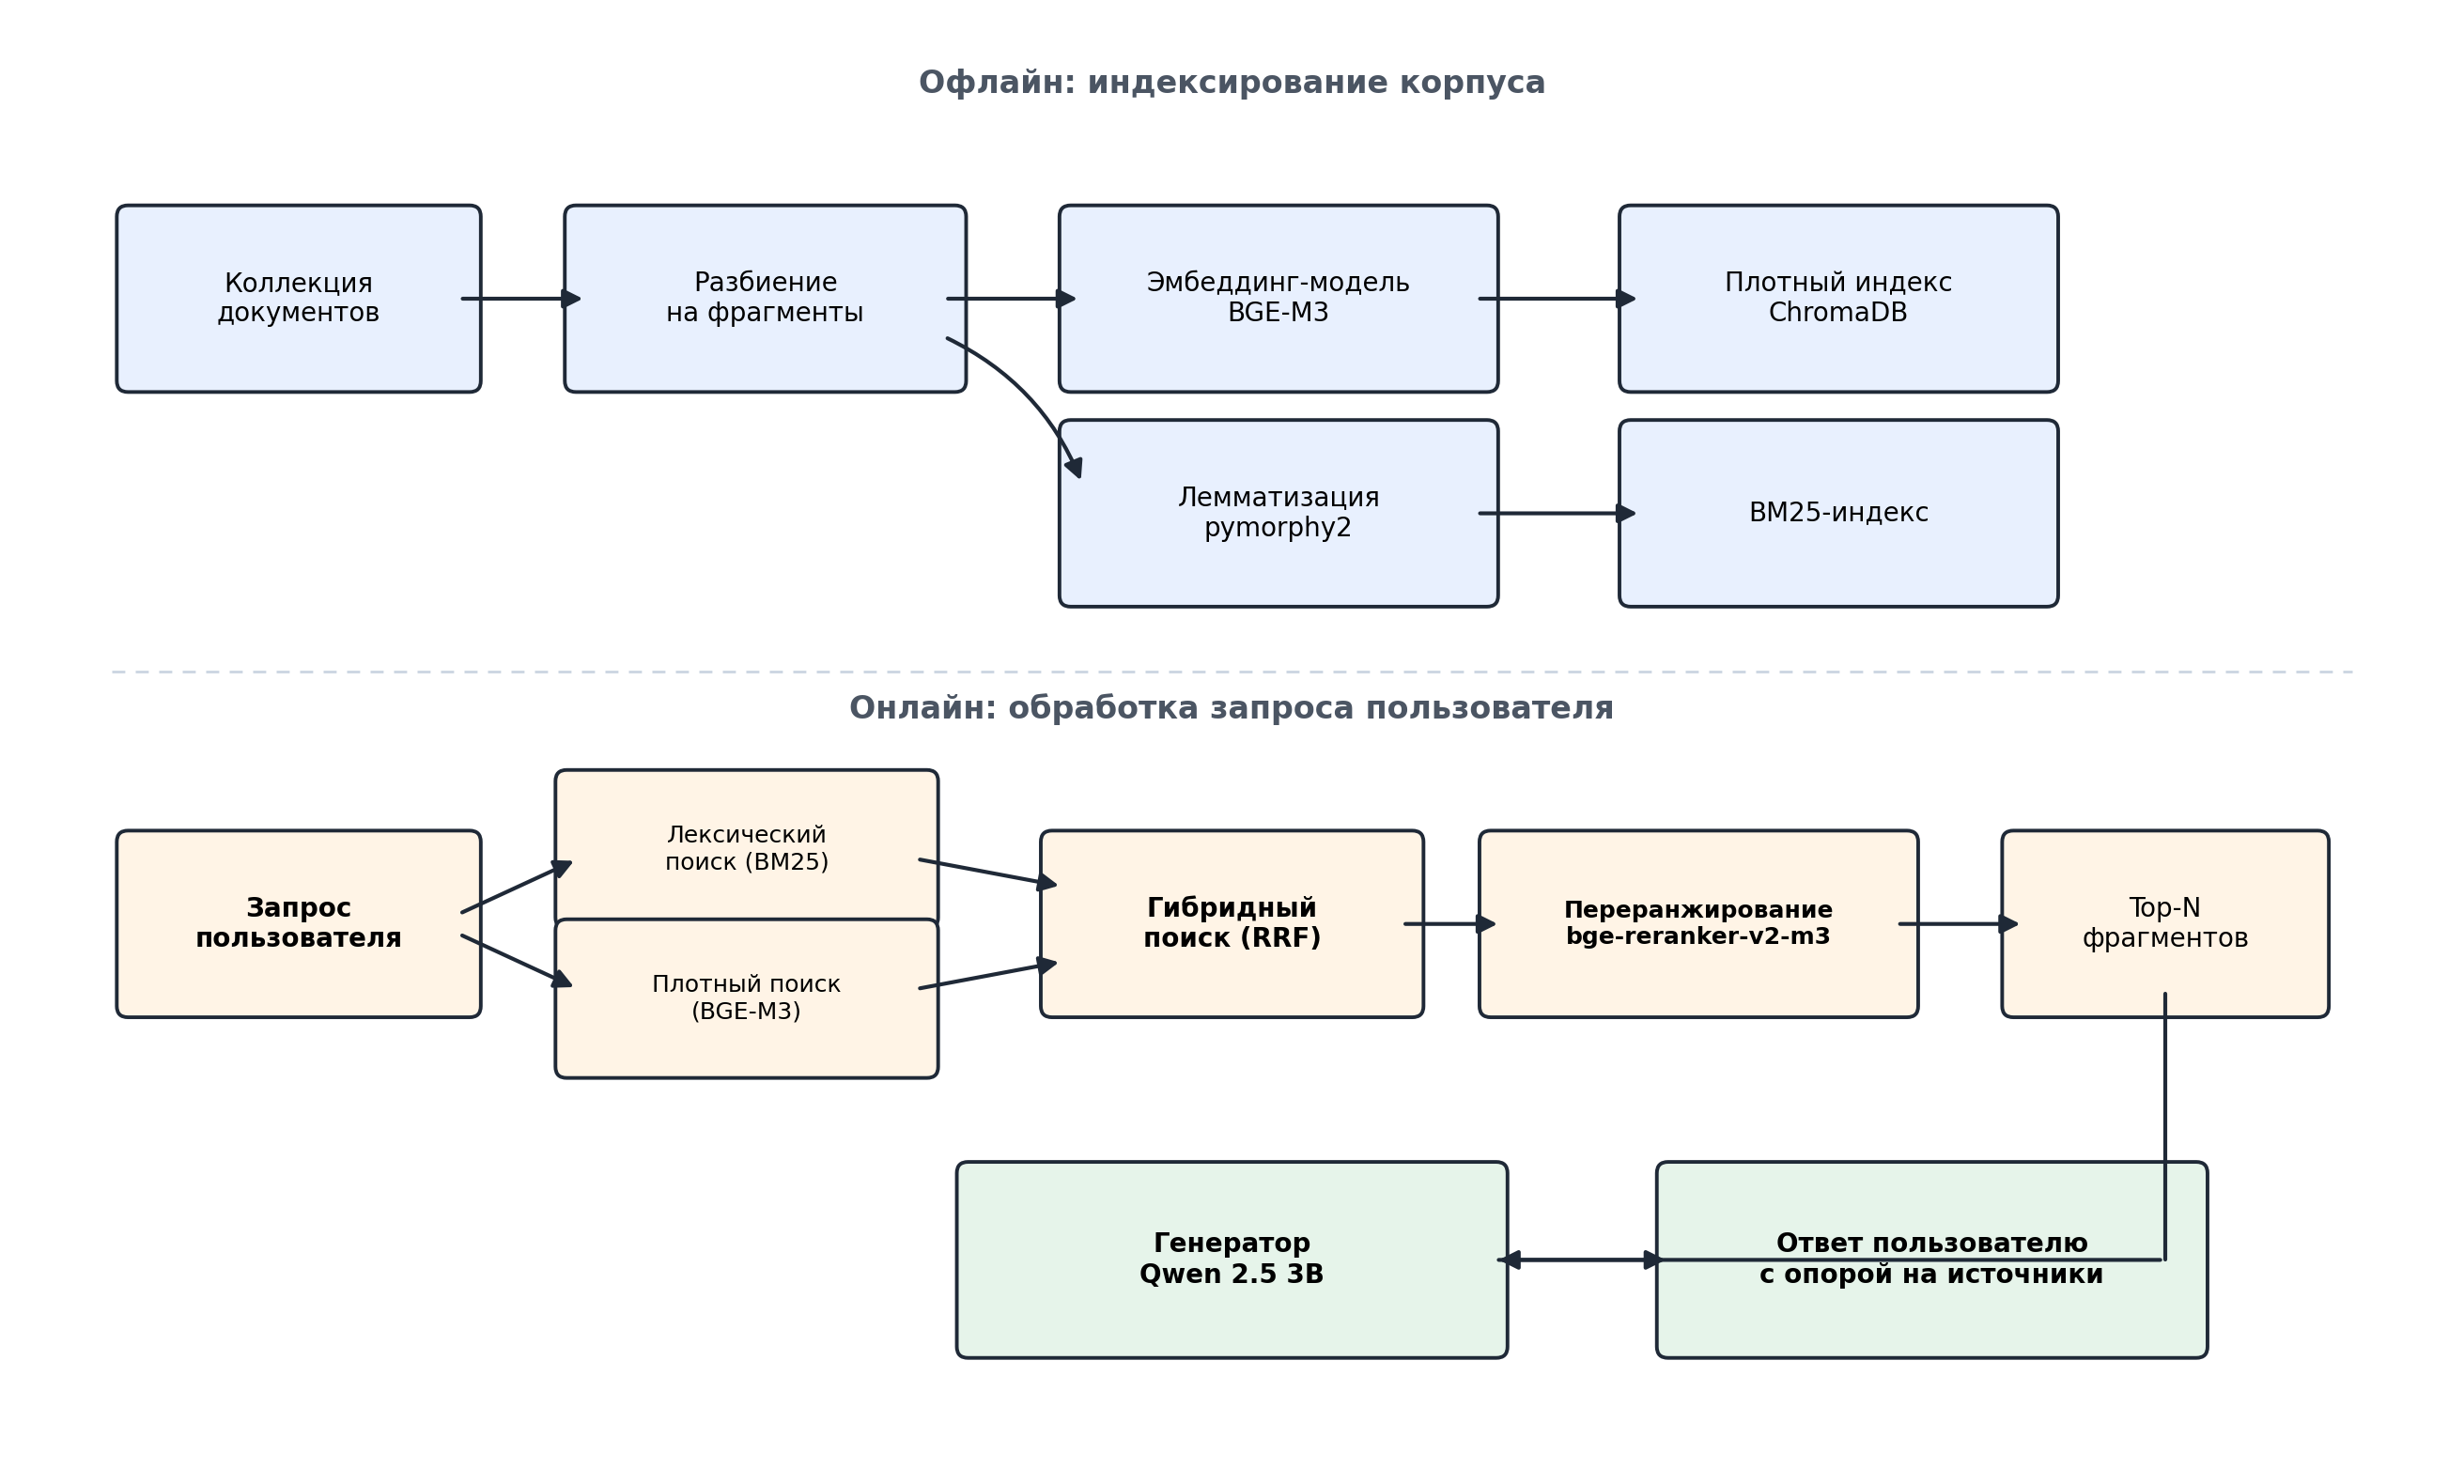 Офлайн: индексирование корпуса
Коллекция
документов
Разбиение
на фрагменты
Эмбеддинг-модель
BGE-M3
Плотный индекс
ChromaDB
Лемматизация
pymorphy2
BM25-индекс
Онлайн: обработка запроса пользователя
Запрос
пользователя
Лексический
поиск (BM25)
Плотный поиск
(BGE-M3)
Гибридный
поиск (RRF)
Переранжирование
bge-reranker-v2-m3
Top-N
фрагментов
Генератор
Qwen 2.5 3B
Ответ пользователю
с опорой на источники